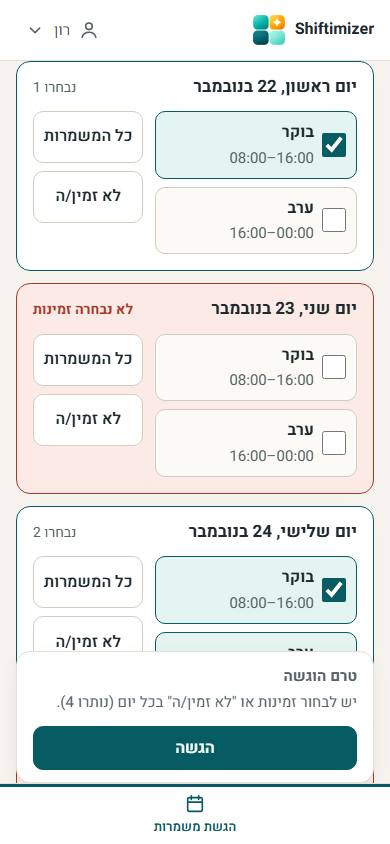 Shiftimizer
רון
יום ראשון, 22 בנובמבר
נבחרו 1
בוקר
08:00–16:00
כל המשמרות
ערב
16:00–00:00
לא זמין/ה
יום שני, 23 בנובמבר
לא נבחרה זמינות
בוקר
08:00–16:00
כל המשמרות
ערב
16:00–00:00
לא זמין/ה
יום שלישי, 24 בנובמבר
נבחרו 2
בוקר
08:00–16:00
כל המשמרות
לא זמין/ה
טרם הוגשה
יש לבחור זמינות או "לא זמין/ה" בכל יום (נותרו 4).
הגשה
הגשת משמרות